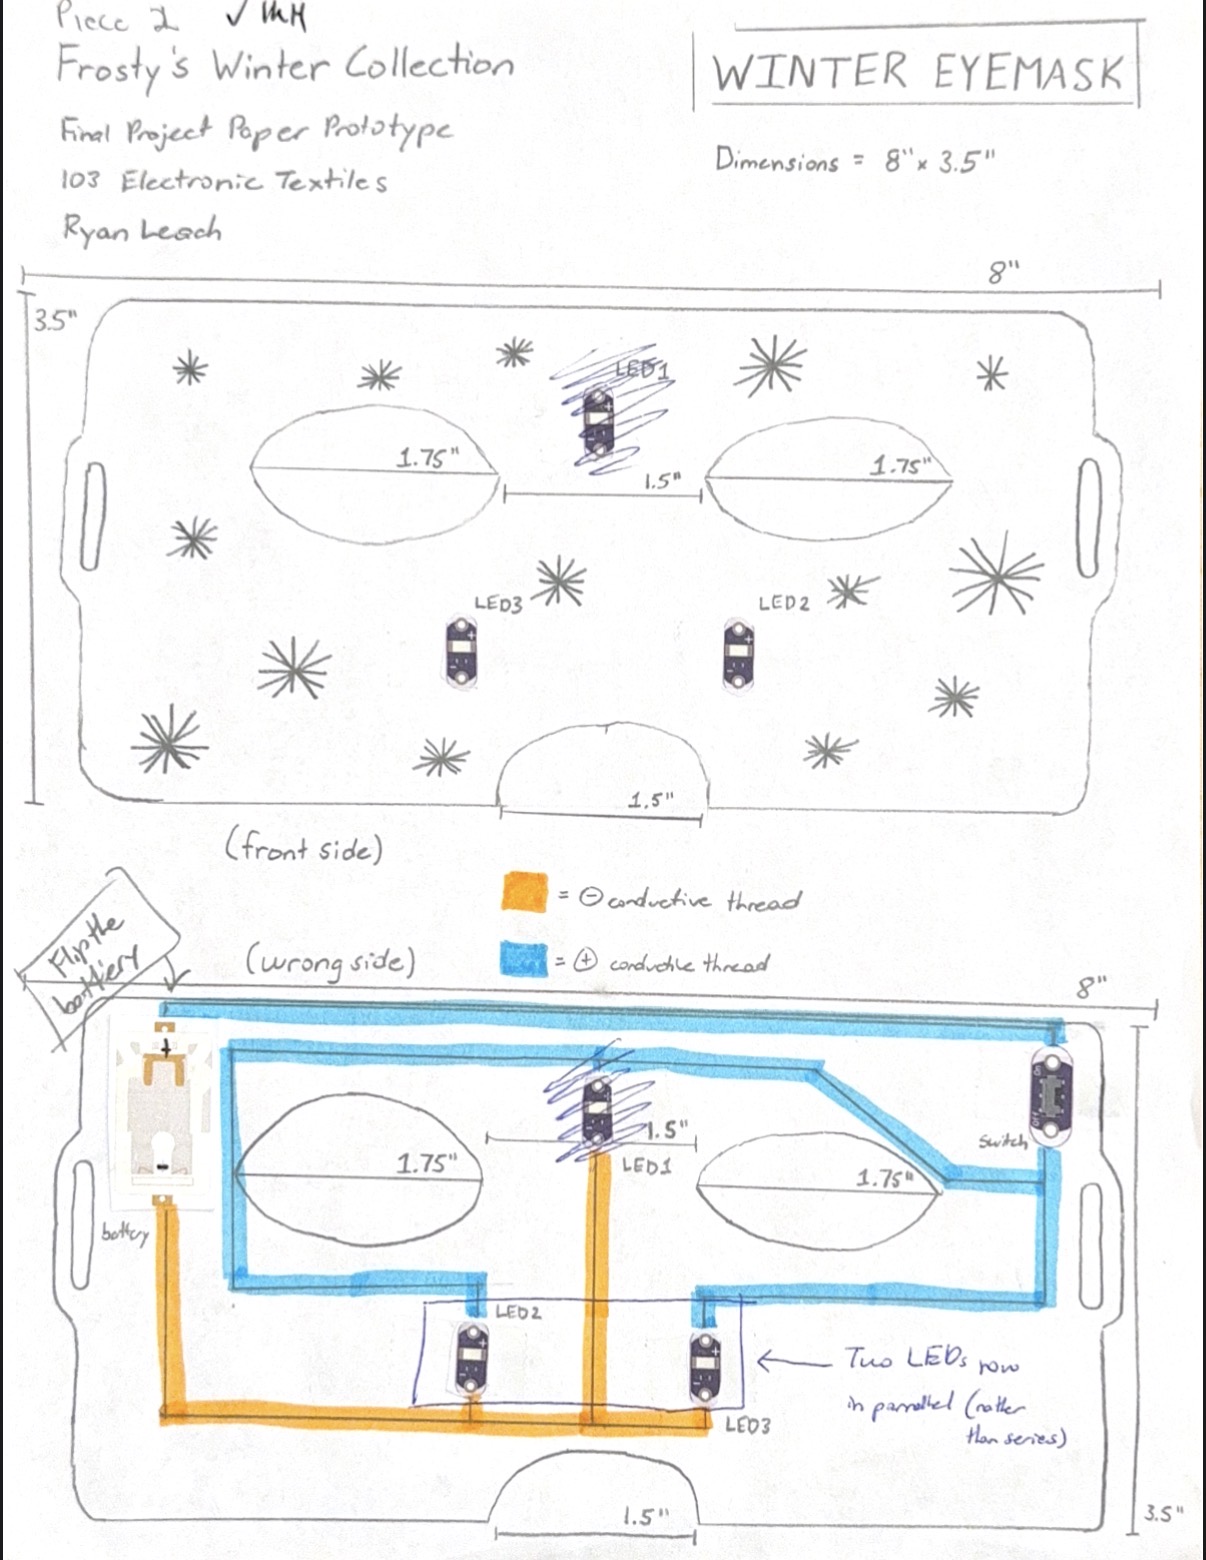 Piece 2 ✓
Frosty's Winter Collection
Final Project Paper Prototype
103 Electronic Textiles
Ryan Leach
WINTER EYEMASK
Dimensions = 8" x 3.5"
8"
3.5"
LED1
1.75"
1.75"
1.5"
LED3
LED2
1.5"
(front side)
= ⊖ conductive thread
= ⊕ conductive thread
Flip the
battery
(wrong side)
8"
+
switch
1.5"
1.75"
LED1
1.75"
-
battery
LED2
LED3
Two LEDs now
in parrallel (rather
than series)
1.5"
3.5"